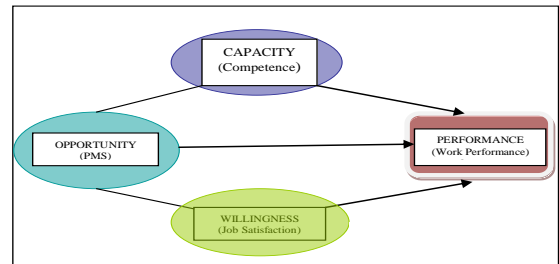 CAPACITY
(Competence)
OPPORTUNITY
(PMS)
PERFORMANCE
(Work Performance)
WILLINGNESS
(Job Satisfaction)